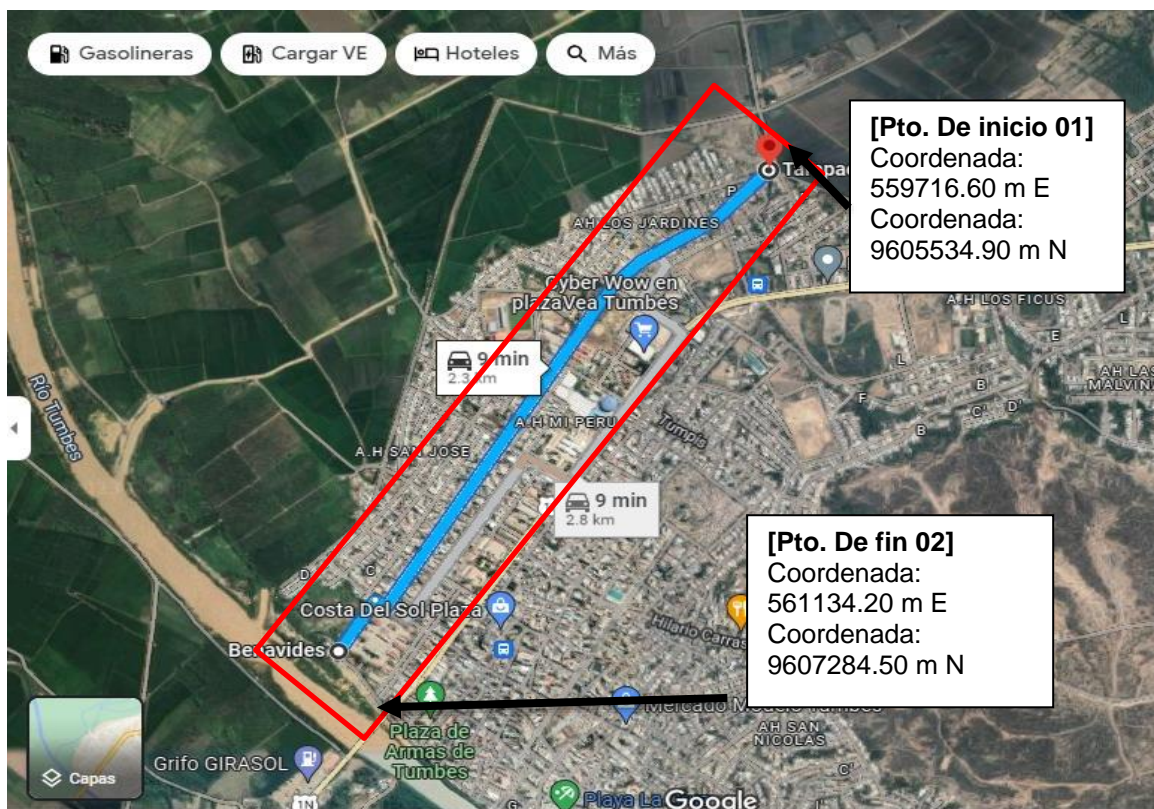 Gasolineras
Cargar VE
Hoteles
Más
[Pto. De inicio 01]
Coordenada:
559716.60 m E
Coordenada:
9605534.90 m N
P
AH LOS JARDINES
Cyber Wow en
plazaVea Tumbes
A.H LOS FICUS
L
E
L
9 min
2.3 km
AH LAS
MALVINA
B
F
C'
D'
B
Río Tumbes
A.H MI PERU
Tumpis
A.H SAN JOSE
9 min
2.8 km
[Pto. De fin 02]
Coordenada:
561134.20 m E
Coordenada:
9607284.50 m N
D
C
Costa Del Sol Plaza
Hilario Carras
Benavides
Mercado Modelo Tumbes
Plaza de
Armas de
Tumbes
AH SAN
NICOLAS
Grifo GIRASOL
C'
Capas
1N
G
Playa La
Google